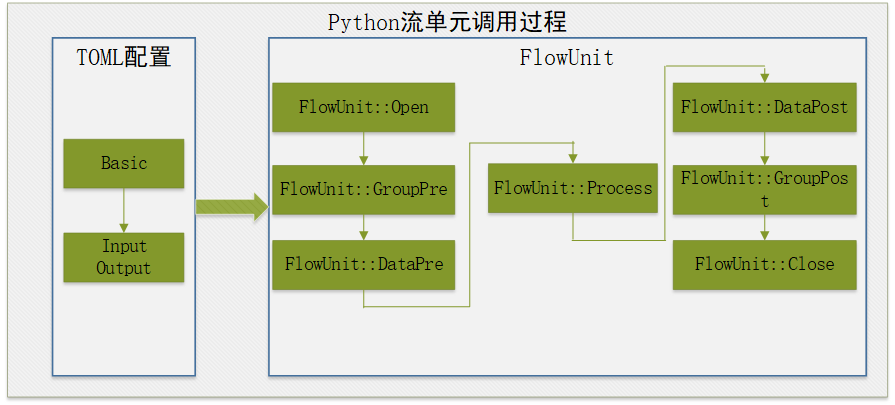 Python流单元调用过程
TOML配置
Basic
Input
Output
FlowUnit
FlowUnit::Open
FlowUnit::GroupPre
FlowUnit::DataPre
FlowUnit::Process
FlowUnit::DataPost
FlowUnit::GroupPos
t
FlowUnit::Close